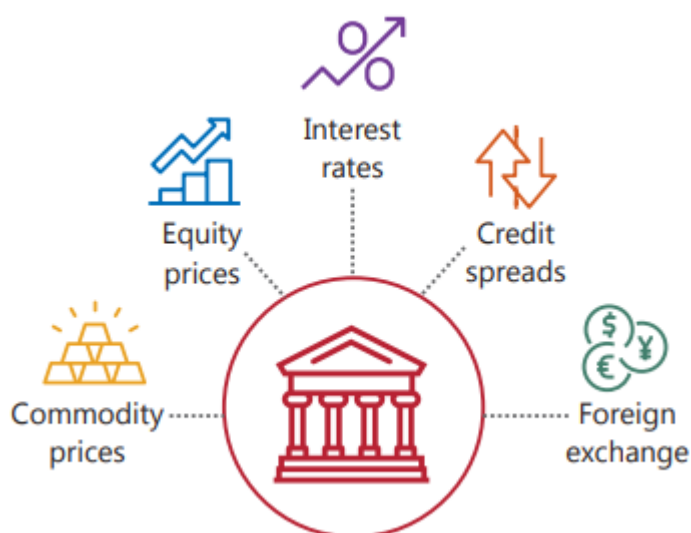 Interest
rates
Equity
prices
Credit
spreads
Commodity
prices
Foreign
exchange
$
¥
€